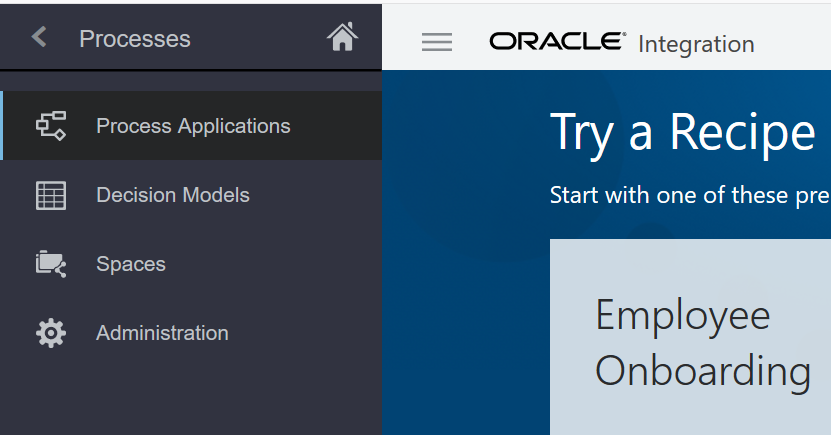 Processes
Process Applications
Decision Models
Spaces
Administration
ORACLE® Integration
Try a Recipe
Start with one of these pre
Employee
Onboarding